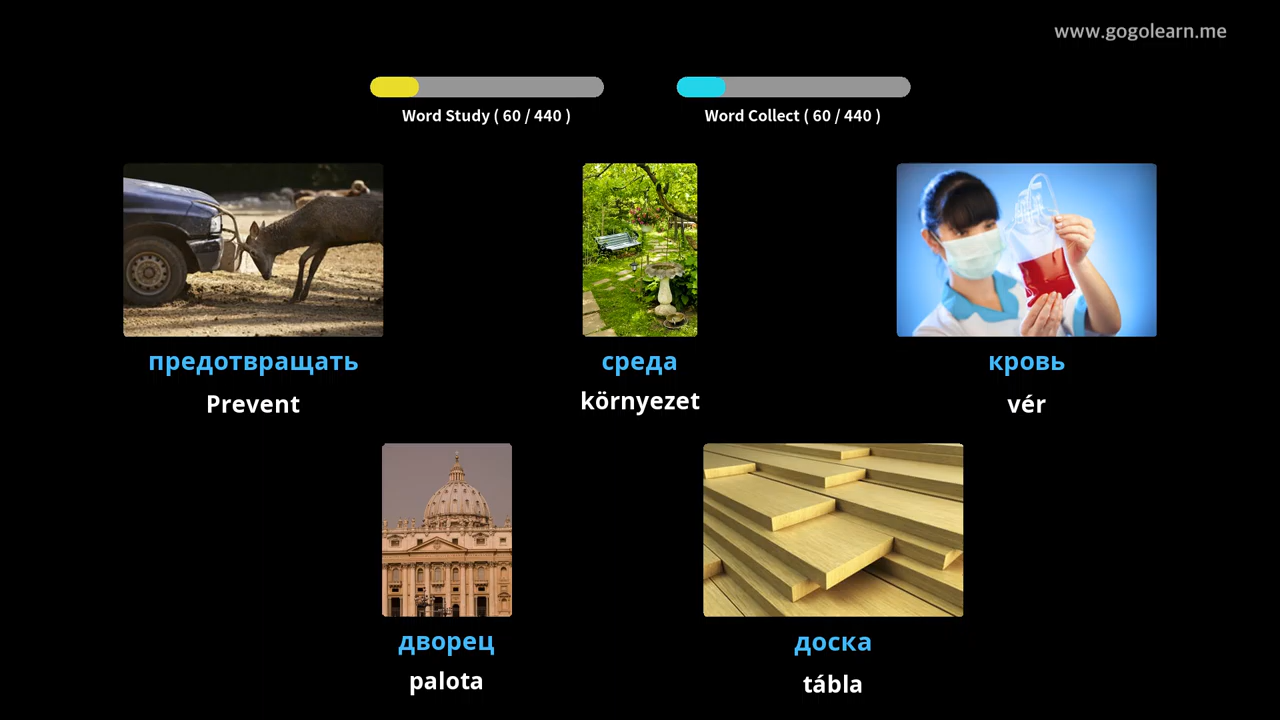 www.gogolearn.me
Word Study ( 60 / 440 )
Word Collect ( 60 / 440 )
предотвращать
среда
кровь
Prevent
környezet
vér
дворец
доска
palota
tábla